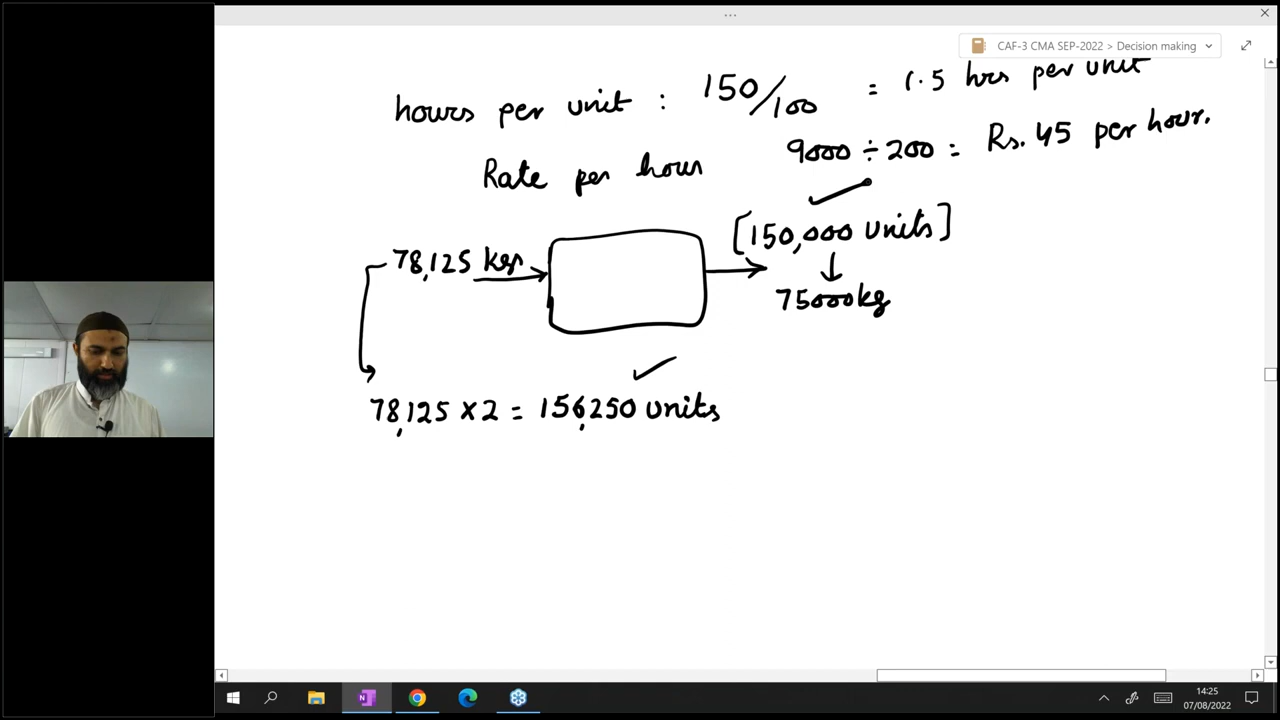 CAF-3 CMA SEP-2022 > Decision making
hours per unit : 150/100 = 1.5 hrs per unit
Rate per hour 9000 ÷ 200 = Rs. 45 per hour.
[150,000 units]
78,125 kgs
75000kg
78,125 x 2 = 156,250 units
14:25
07/08/2022